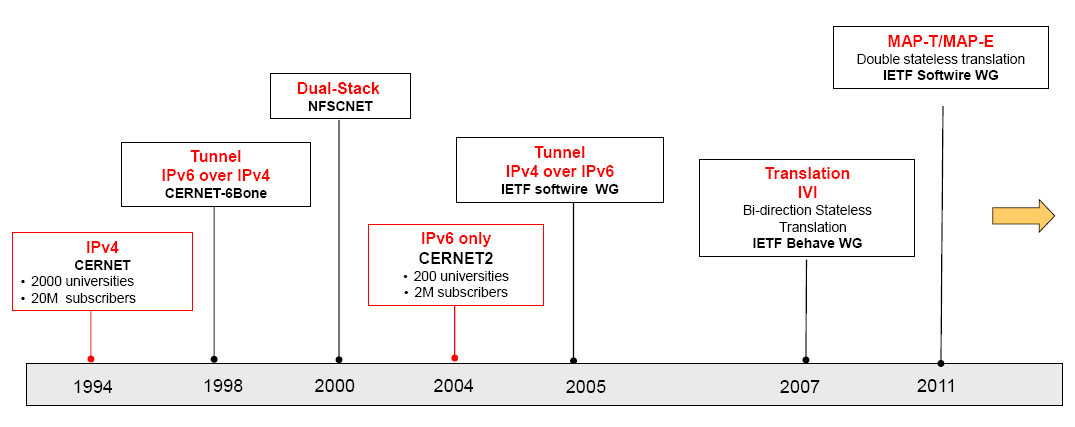 MAP-T/MAP-E
Double stateless translation
IETF Softwire WG
Dual-Stack
NFSCNET
Tunnel
IPv6 over IPv4
CERNET-6Bone
Tunnel
IPv4 over IPv6
IETF softwire WG
Translation
IVI
Bi-direction Stateless
Translation
IETF Behave WG
IPv4
CERNET
• 2000 universities
• 20M subscribers
IPv6 only
CERNET2
• 200 universities
• 2M subscribers
1994 1998 2000 2004 2005 2007 2011